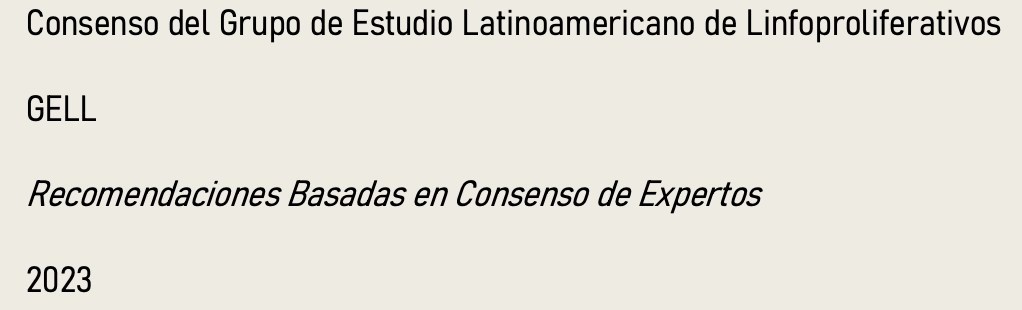 Consenso del Grupo de Estudio Latinoamericano de Linfoproliferativos
GELL
Recomendaciones Basadas en Consenso de Expertos
2023